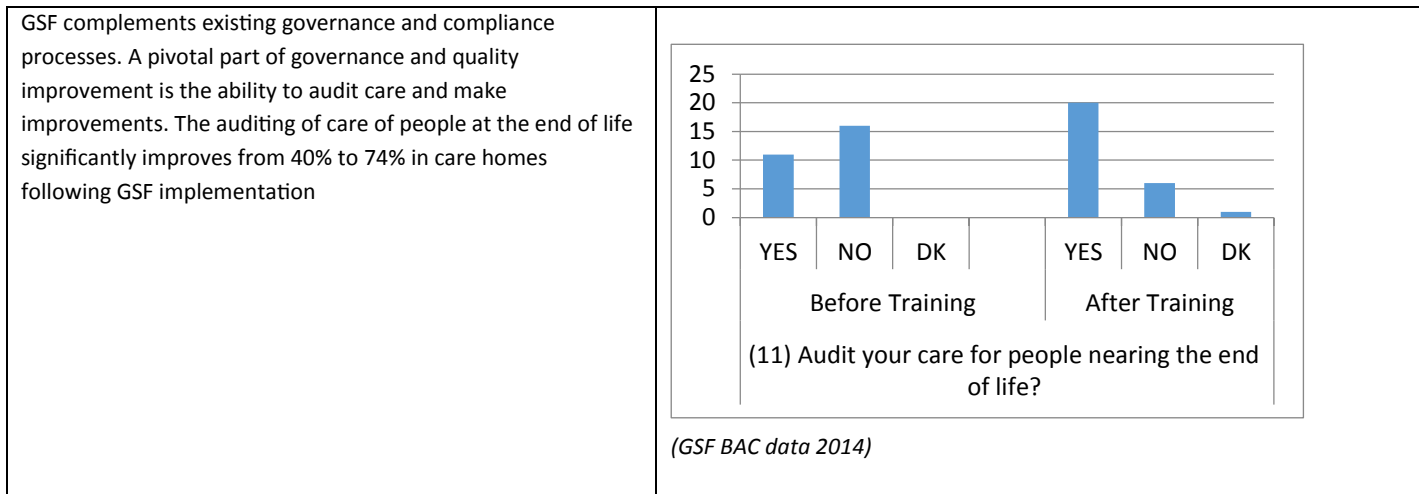 GSF complements existing governance and compliance
processes. A pivotal part of governance and quality
improvement is the ability to audit care and make
improvements. The auditing of care of people at the end of life
significantly improves from 40% to 74% in care homes
following GSF implementation
25
20
15
10
5
0
YES NO DK YES NO DK
Before Training After Training
(11) Audit your care for people nearing the end
of life?
(GSF BAC data 2014)